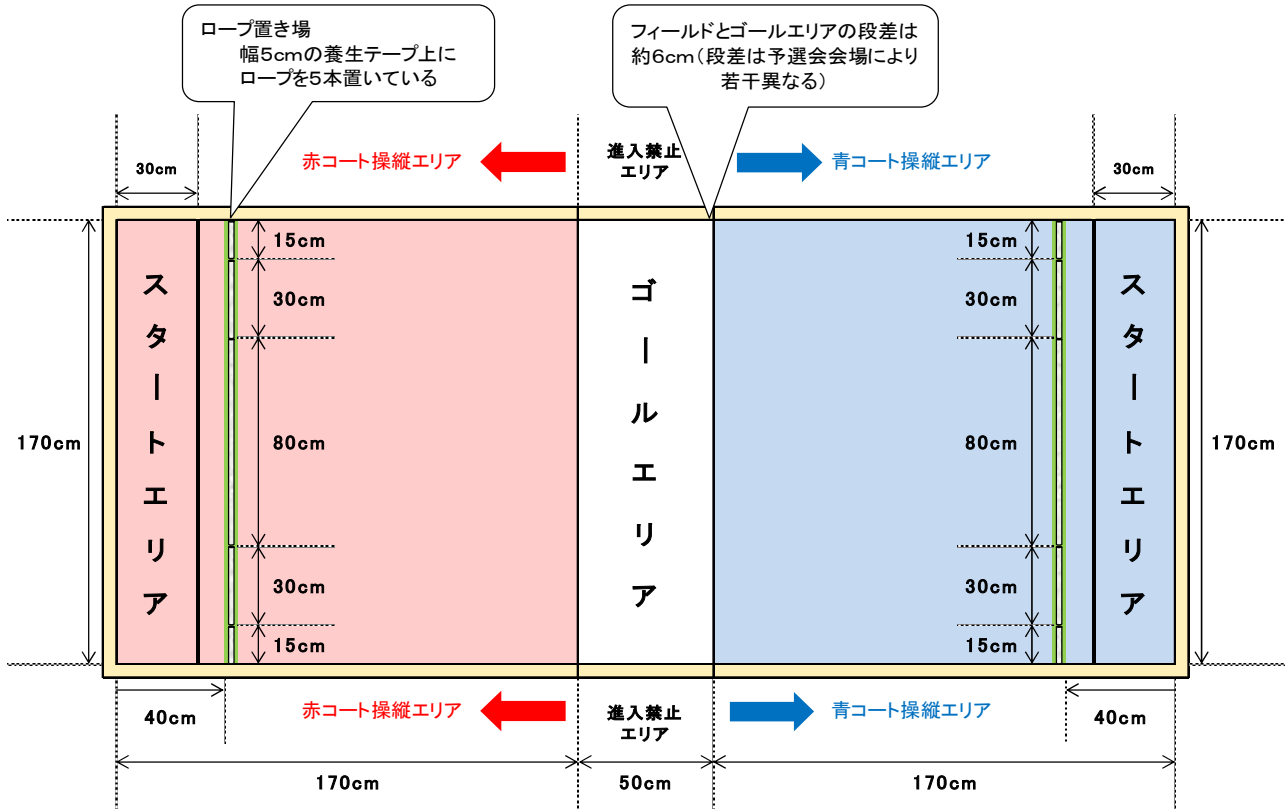 ロープ置き場
幅5cmの養生テープ上に
ロープを5本置いている
フィールドとゴールエリアの段差は
約6cm(段差は予選会会場により
若干異なる)
30cm
赤コート操縦エリア
進入禁止
エリア
青コート操縦エリア
30cm
15cm
30cm
80cm
30cm
15cm
15cm
30cm
80cm
30cm
15cm
170cm
スタートエリア
ゴールエリア
スタートエリア
170cm
40cm
赤コート操縦エリア
進入禁止
エリア
青コート操縦エリア
40cm
170cm
50cm
170cm